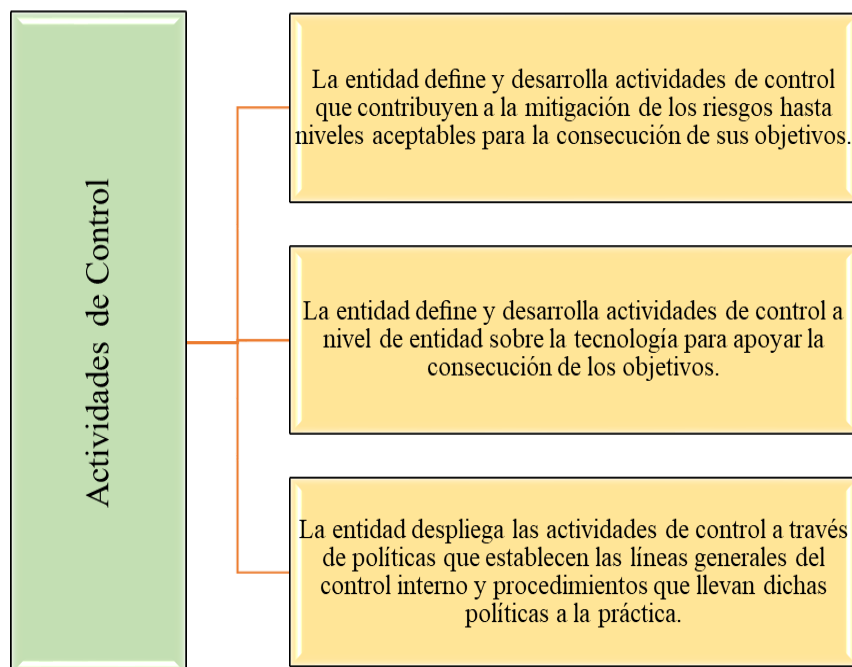 Actividades de Control
La entidad define y desarrolla actividades de control
que contribuyen a la mitigación de los riesgos hasta
niveles aceptables para la consecución de sus objetivos.
La entidad define y desarrolla actividades de control a
nivel de entidad sobre la tecnología para apoyar la
consecución de los objetivos.
La entidad despliega las actividades de control a través
de políticas que establecen las líneas generales del
control interno y procedimientos que llevan dichas
políticas a la práctica.